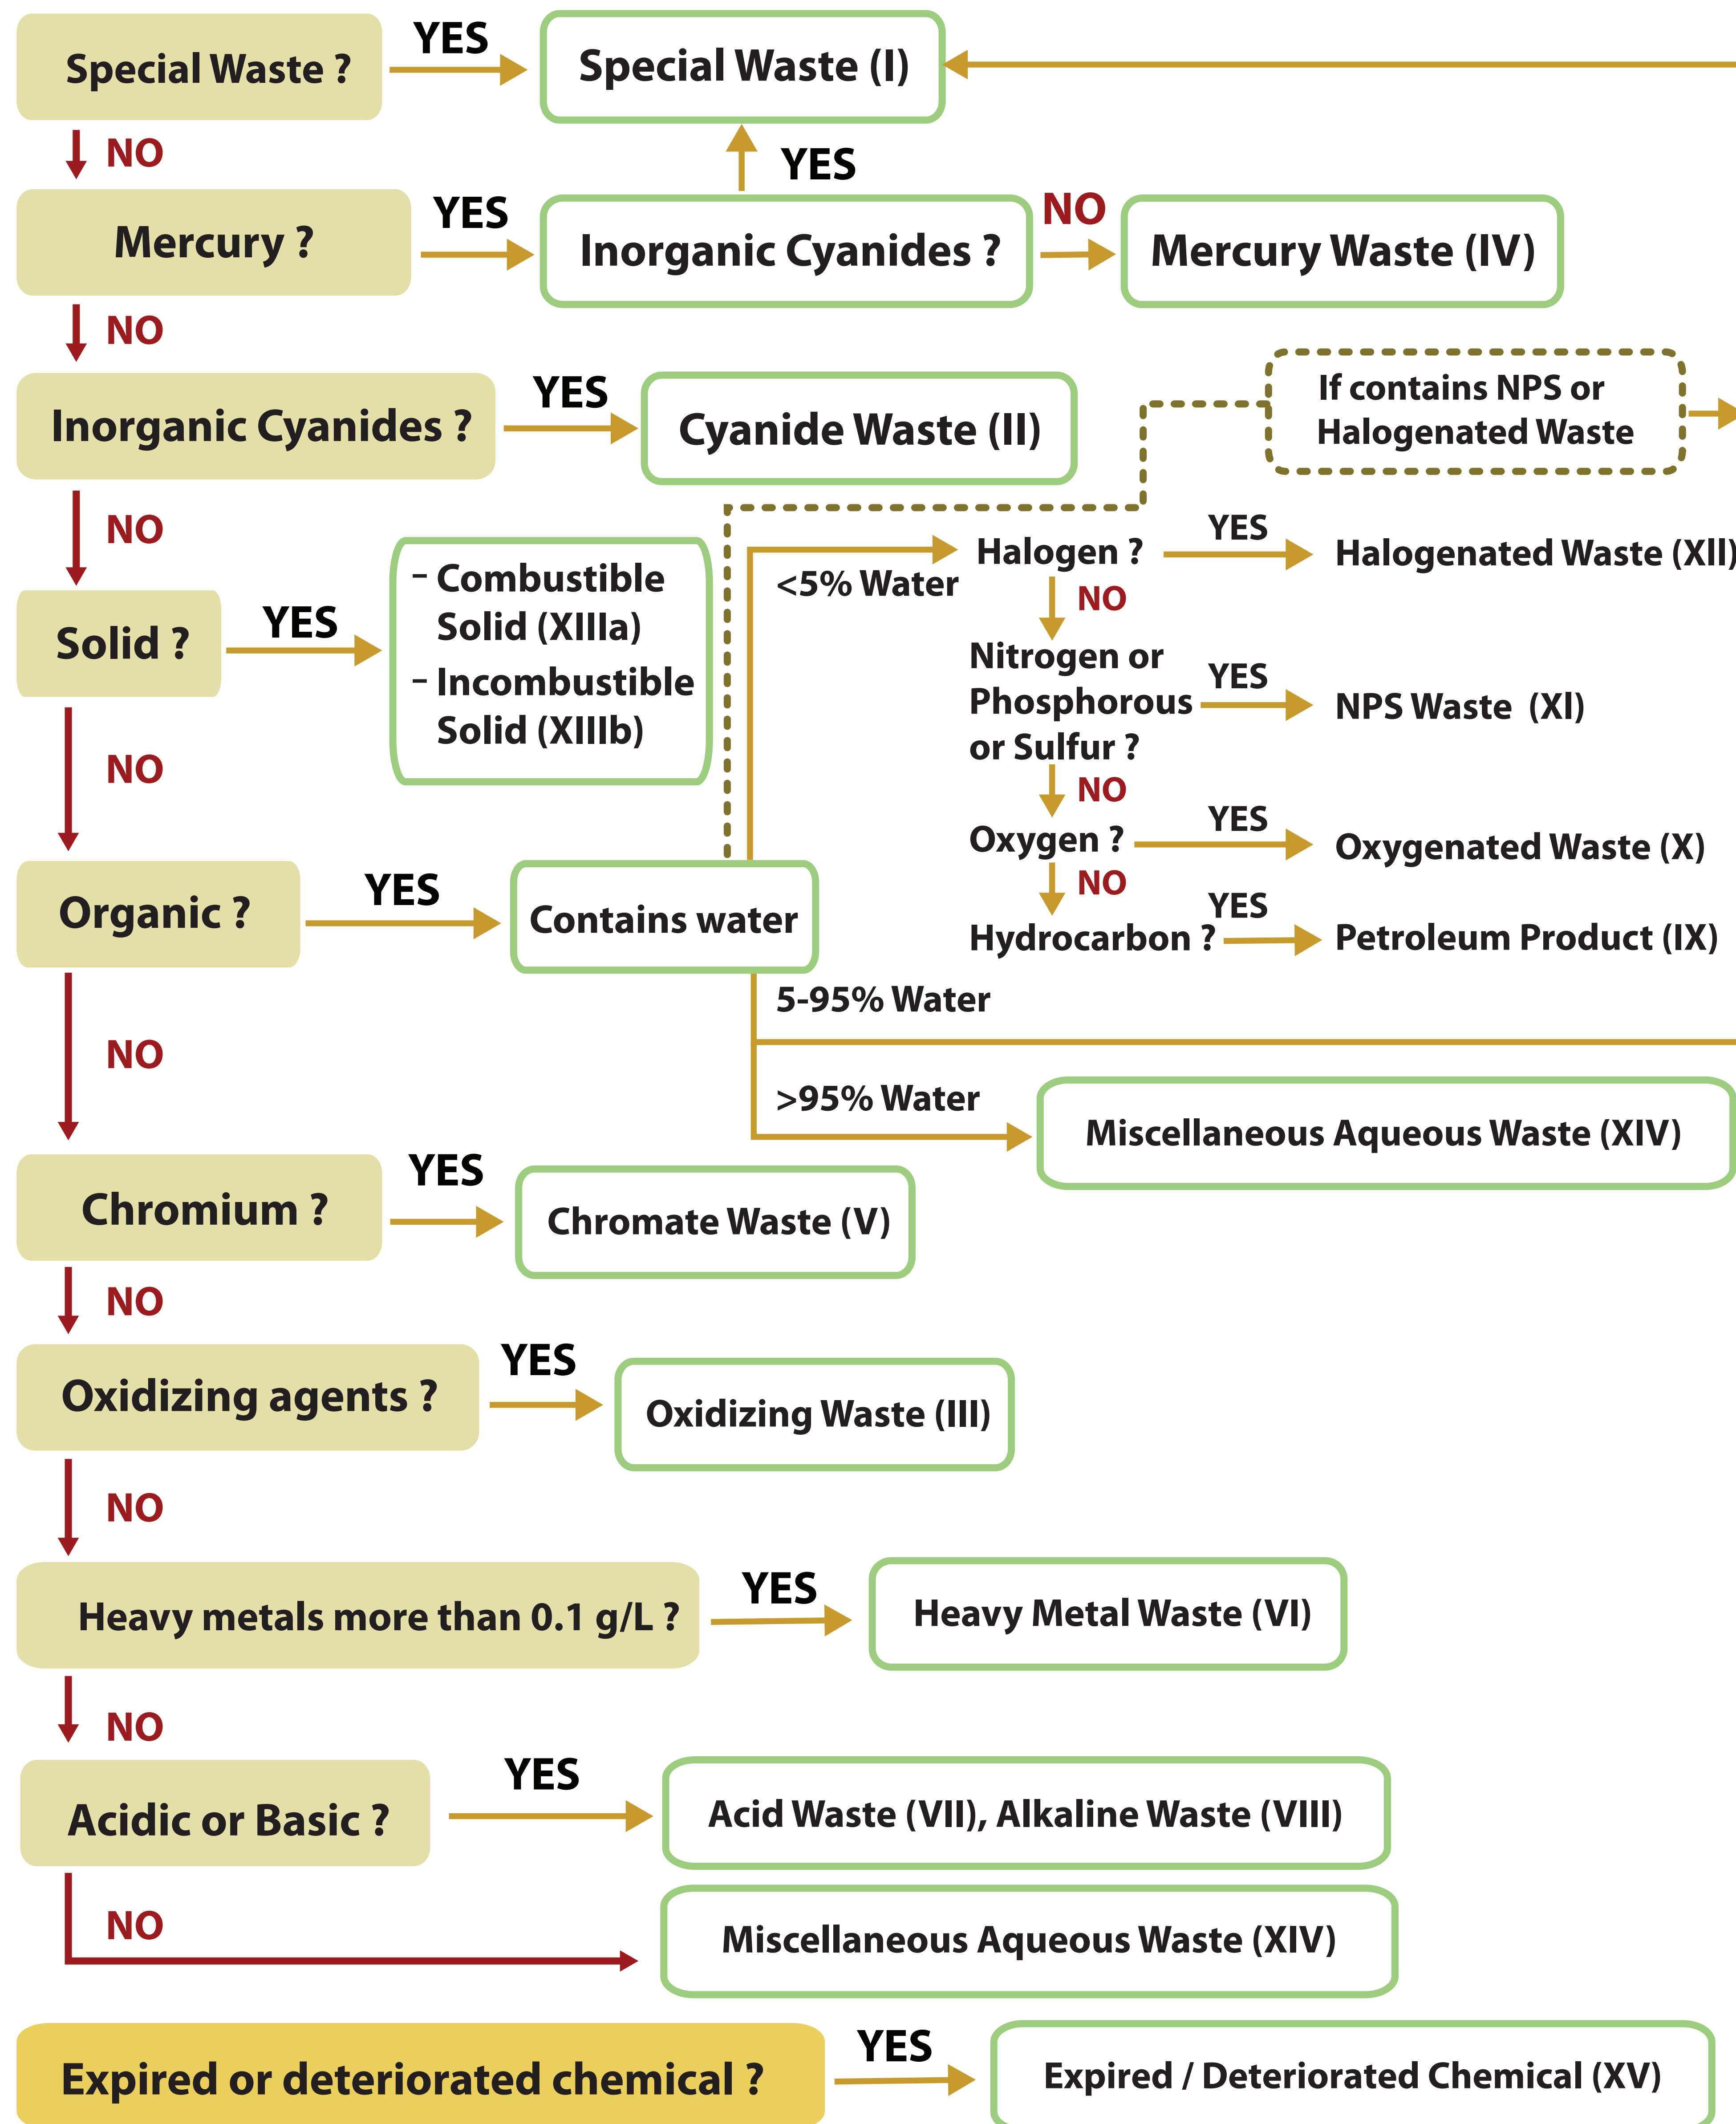 Special Waste ?
YES
Special Waste (I)
NO
YES
Mercury ?
YES
Inorganic Cyanides ?
NO
Mercury Waste (IV)
NO
Inorganic Cyanides ?
YES
Cyanide Waste (II)
If contains NPS or
Halogenated Waste
NO
Solid ?
YES
– Combustible
Solid (XIIIa)
– Incombustible
Solid (XIIIb)
<5% Water
Halogen ?
YES
Halogenated Waste (XII)
NO
Nitrogen or
Phosphorous
or Sulfur ?
YES
NPS Waste (XI)
NO
Oxygen ?
YES
Oxygenated Waste (X)
NO
Hydrocarbon ?
YES
Petroleum Product (IX)
NO
Organic ?
YES
Contains water
5-95% Water
>95% Water
Miscellaneous Aqueous Waste (XIV)
NO
Chromium ?
YES
Chromate Waste (V)
NO
Oxidizing agents ?
YES
Oxidizing Waste (III)
NO
Heavy metals more than 0.1 g/L ?
YES
Heavy Metal Waste (VI)
NO
Acidic or Basic ?
YES
Acid Waste (VII), Alkaline Waste (VIII)
NO
Miscellaneous Aqueous Waste (XIV)
Expired or deteriorated chemical ?
YES
Expired / Deteriorated Chemical (XV)